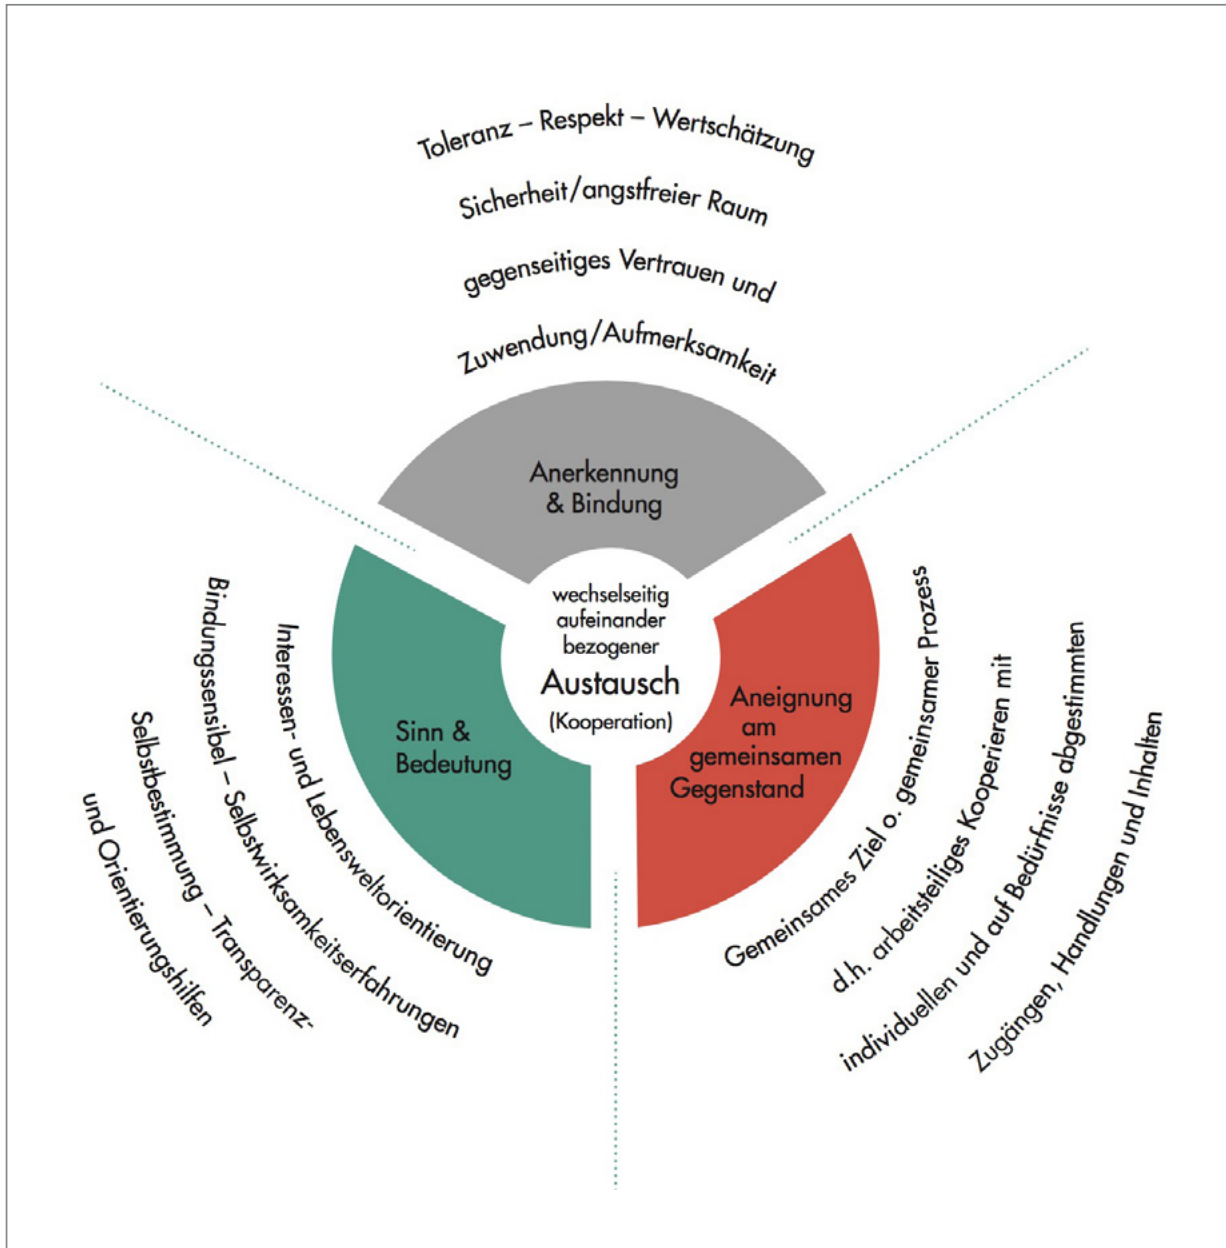 Toleranz – Respekt – Wertschätzung
Sicherheit/angstfreier Raum
gegenseitiges Vertrauen und
Zuwendung/Aufmerksamkeit
Anerkennung
& Bindung
wechselseitig
aufeinander
bezogener
Austausch
(Kooperation)
Sinn &
Bedeutung
Interessen- und Lebensweltorientierung
Bindungssensibel – Selbstwirksamkeitserfahrungen
Selbstbestimmung – Transparenz-
und Orientierungshilfen
Aneignung
am
gemeinsamen
Gegenstand
Gemeinsames Ziel o. gemeinsamer Prozess
d.h. arbeitsteiliges Kooperieren mit
individuellen und auf Bedürfnisse abgestimmten
Zugängen, Handlungen und Inhalten